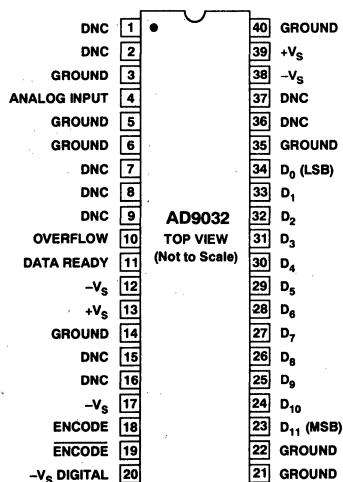 DNC 1 40 GROUND
DNC 2 39 +VS
GROUND 3 38 –VS
ANALOG INPUT 4 37 DNC
GROUND 5 36 DNC
GROUND 6 35 GROUND
DNC 7 34 D0 (LSB)
DNC 8 33 D1
DNC 9 AD9032 32 D2
OVERFLOW 10 TOP VIEW 31 D3
DATA READY 11 (Not to Scale) 30 D4
–VS 12 29 D5
+VS 13 28 D6
GROUND 14 27 D7
DNC 15 26 D8
DNC 16 25 D9
–VS 17 24 D10
ENCODE 18 23 D11 (MSB)
E̅N̅C̅O̅D̅E̅ 19 22 GROUND
–VS DIGITAL 20 21 GROUND